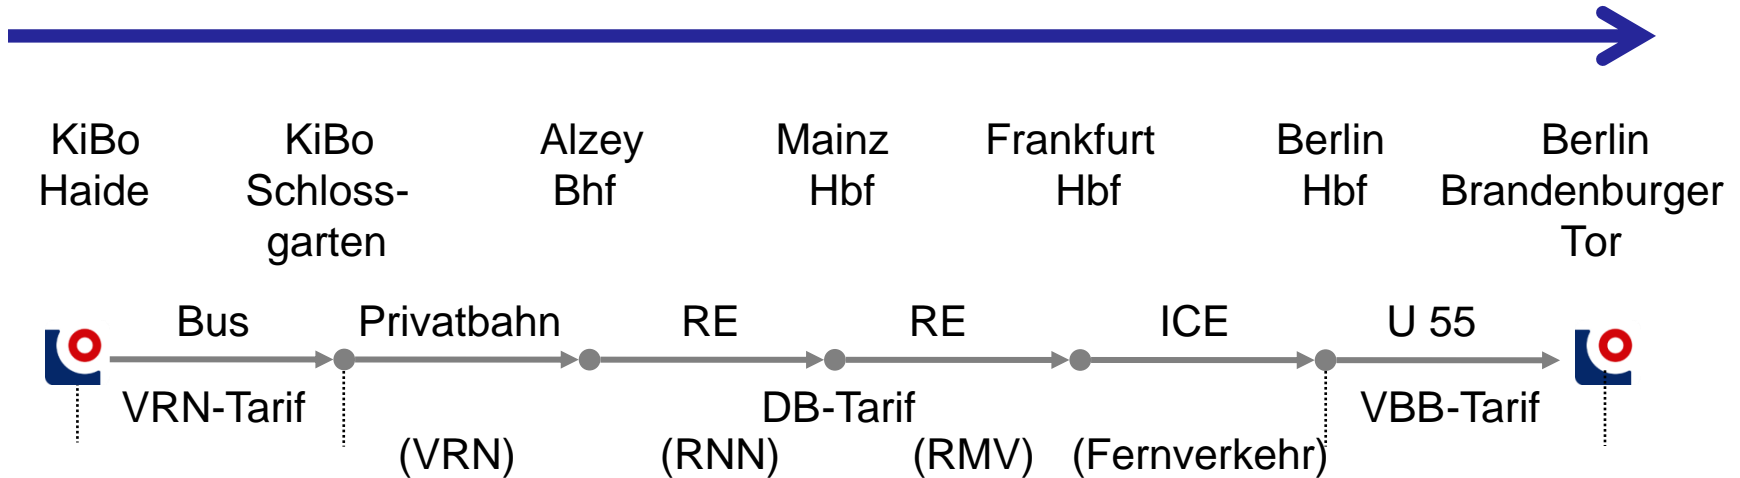 KiBo
Haide
KiBo
Schloss-
garten
Alzey
Bhf
Mainz
Hbf
Frankfurt
Hbf
Berlin
Hbf
Berlin
Brandenburger
Tor
Bus
Privatbahn
RE
RE
ICE
U 55
VRN-Tarif
DB-Tarif
VBB-Tarif
(VRN)
(RNN)
(RMV)
(Fernverkehr)